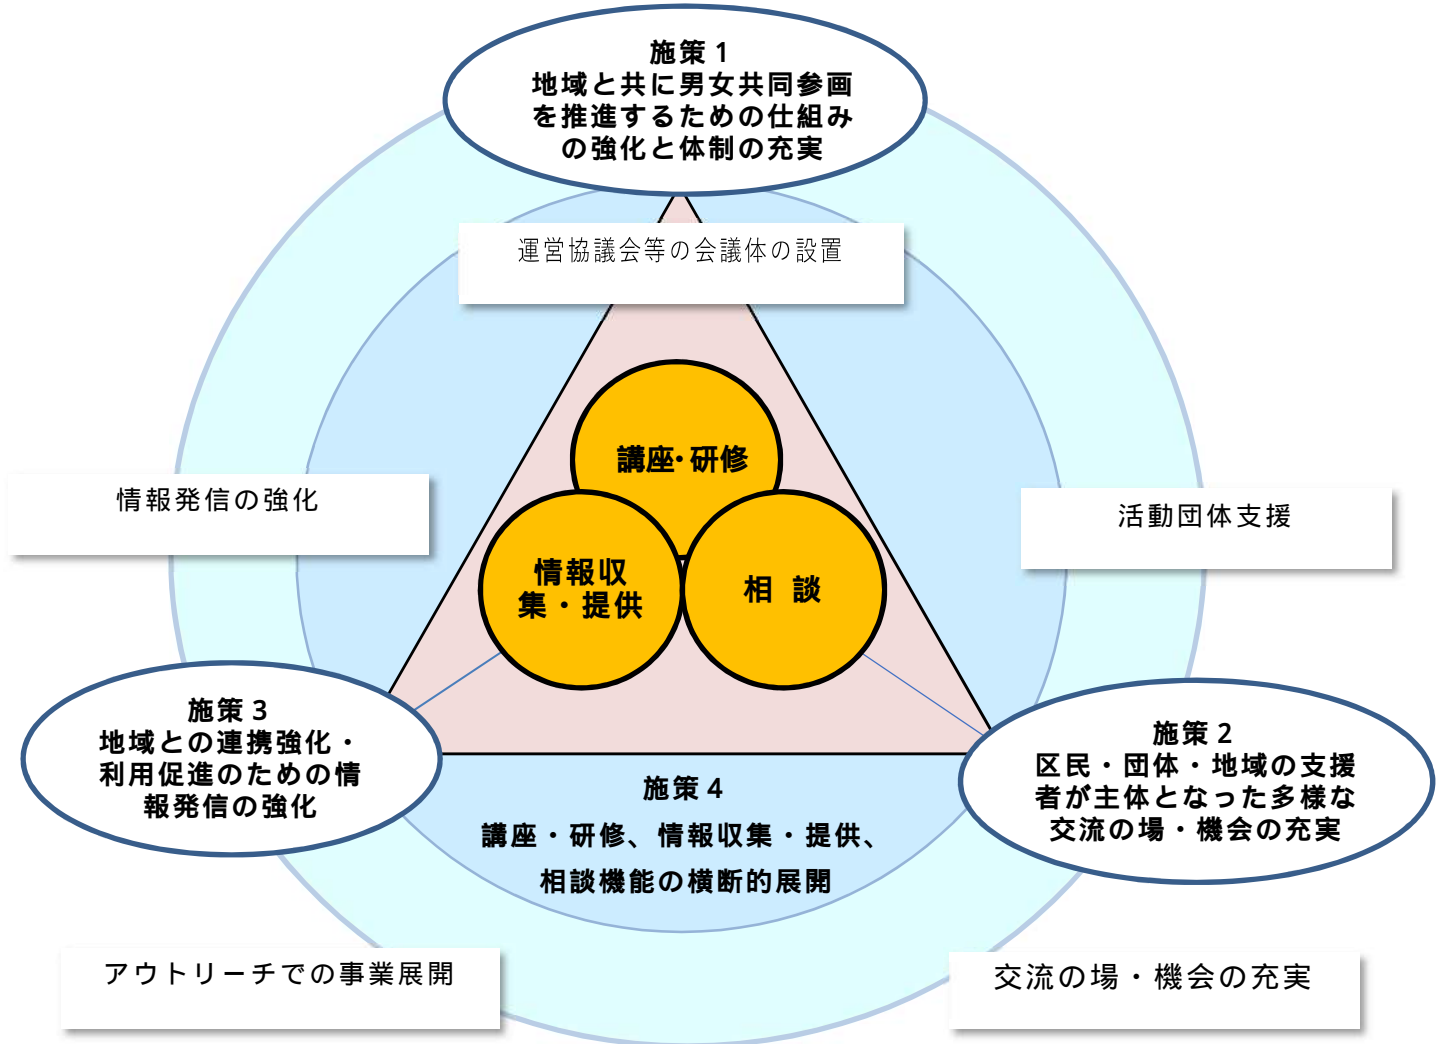 施策1
地域と共に男女共同参画
を推進するための仕組み
の強化と体制の充実
運営協議会等の会議体の設置
講座・研修
情報発信の強化
活動団体支援
情報収
集・提供
相 談
施策3
地域との連携強化・
利用促進のための情
報発信の強化
施策2
区民・団体・地域の支援
者が主体となった多様な
交流の場・機会の充実
施策4
講座・研修、情報収集・提供、
相談機能の横断的展開
アウトリーチでの事業展開
交流の場・機会の充実